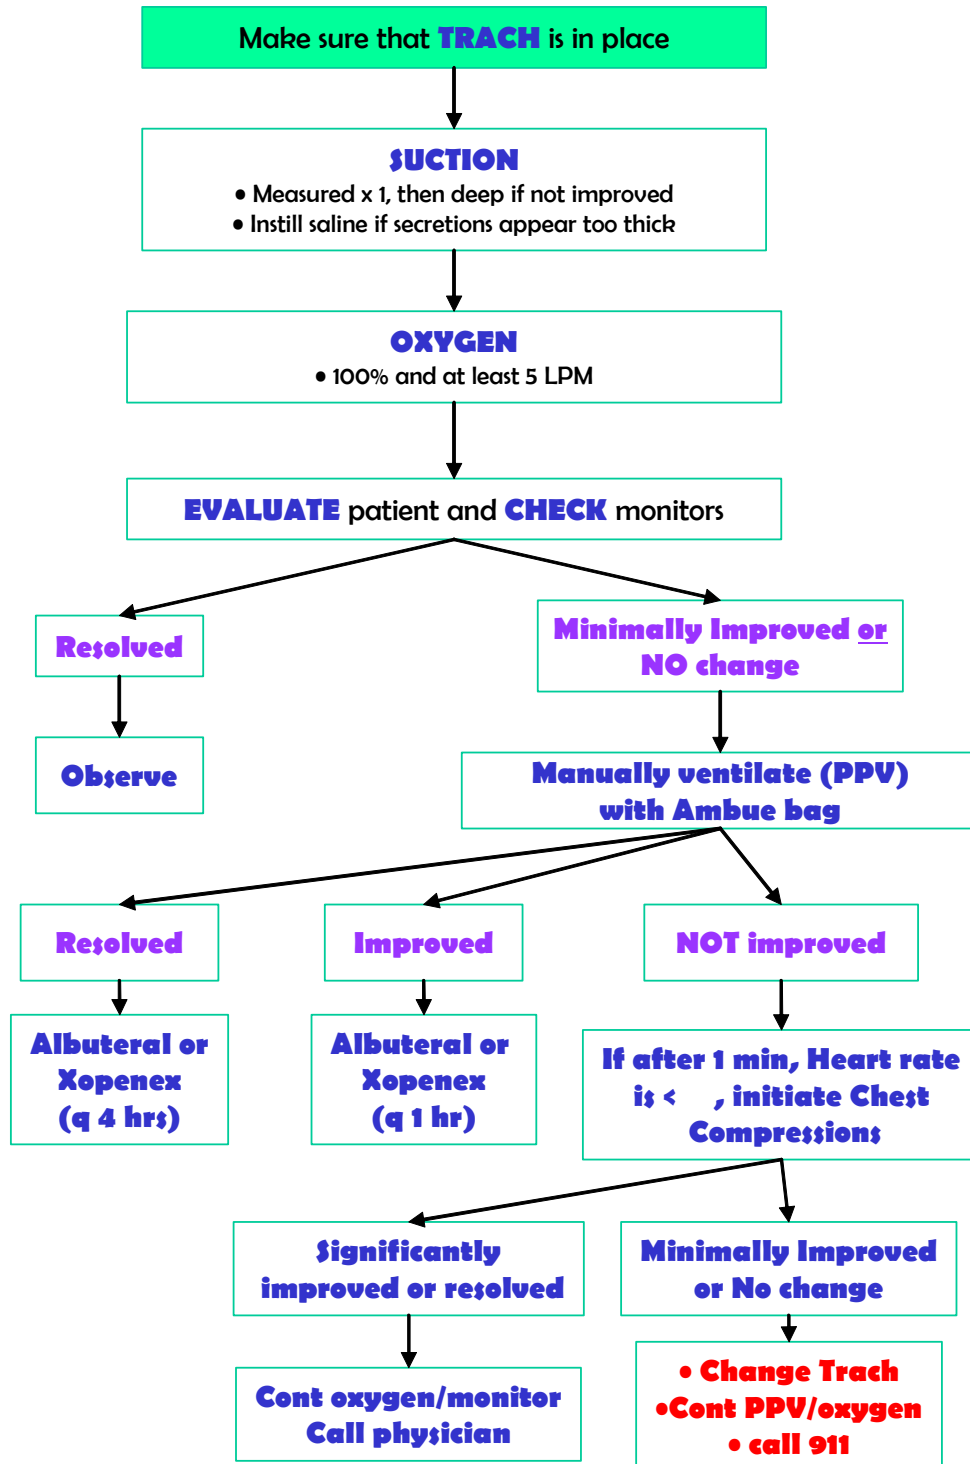 Make sure that TRACH is in place
SUCTION
• Measured x 1, then deep if not improved
• Instill saline if secretions appear too thick
OXYGEN
• 100% and at least 5 LPM
EVALUATE patient and CHECK monitors
Resolved
Minimally Improved or
NO change
Observe
Manually ventilate (PPV)
with Ambue bag
Resolved
Improved
NOT improved
Albuteral or
Xopenex
(q 4 hrs)
Albuteral or
Xopenex
(q 1 hr)
If after 1 min, Heart rate
is < , initiate Chest
Compressions
Significantly
improved or resolved
Minimally Improved
or No change
Cont oxygen/monitor
Call physician
• Change Trach
•Cont PPV/oxygen
• call 911